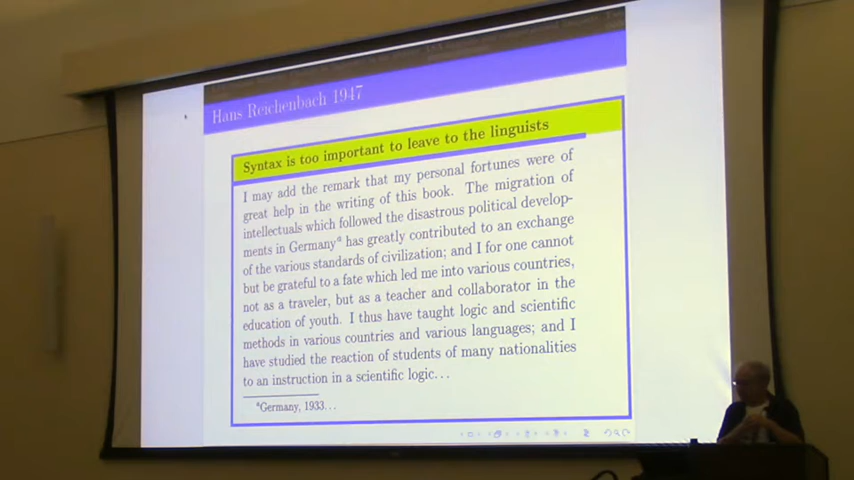 Hans Reichenbach 1947
Syntax is too important to leave to the linguists
I may add the remark that my personal fortunes were of
great help in the writing of this book. The migration of
intellectuals which followed the disastrous political develop-
ments in Germanyᵃ has greatly contributed to an exchange
of the various standards of civilization; and I for one cannot
but be grateful to a fate which led me into various countries,
not as a traveler, but as a teacher and collaborator in the
education of youth. I thus have taught logic and scientific
methods in various countries and various languages; and I
have studied the reaction of students of many nationalities
to an instruction in a scientific logic…
ᵃGermany, 1933…